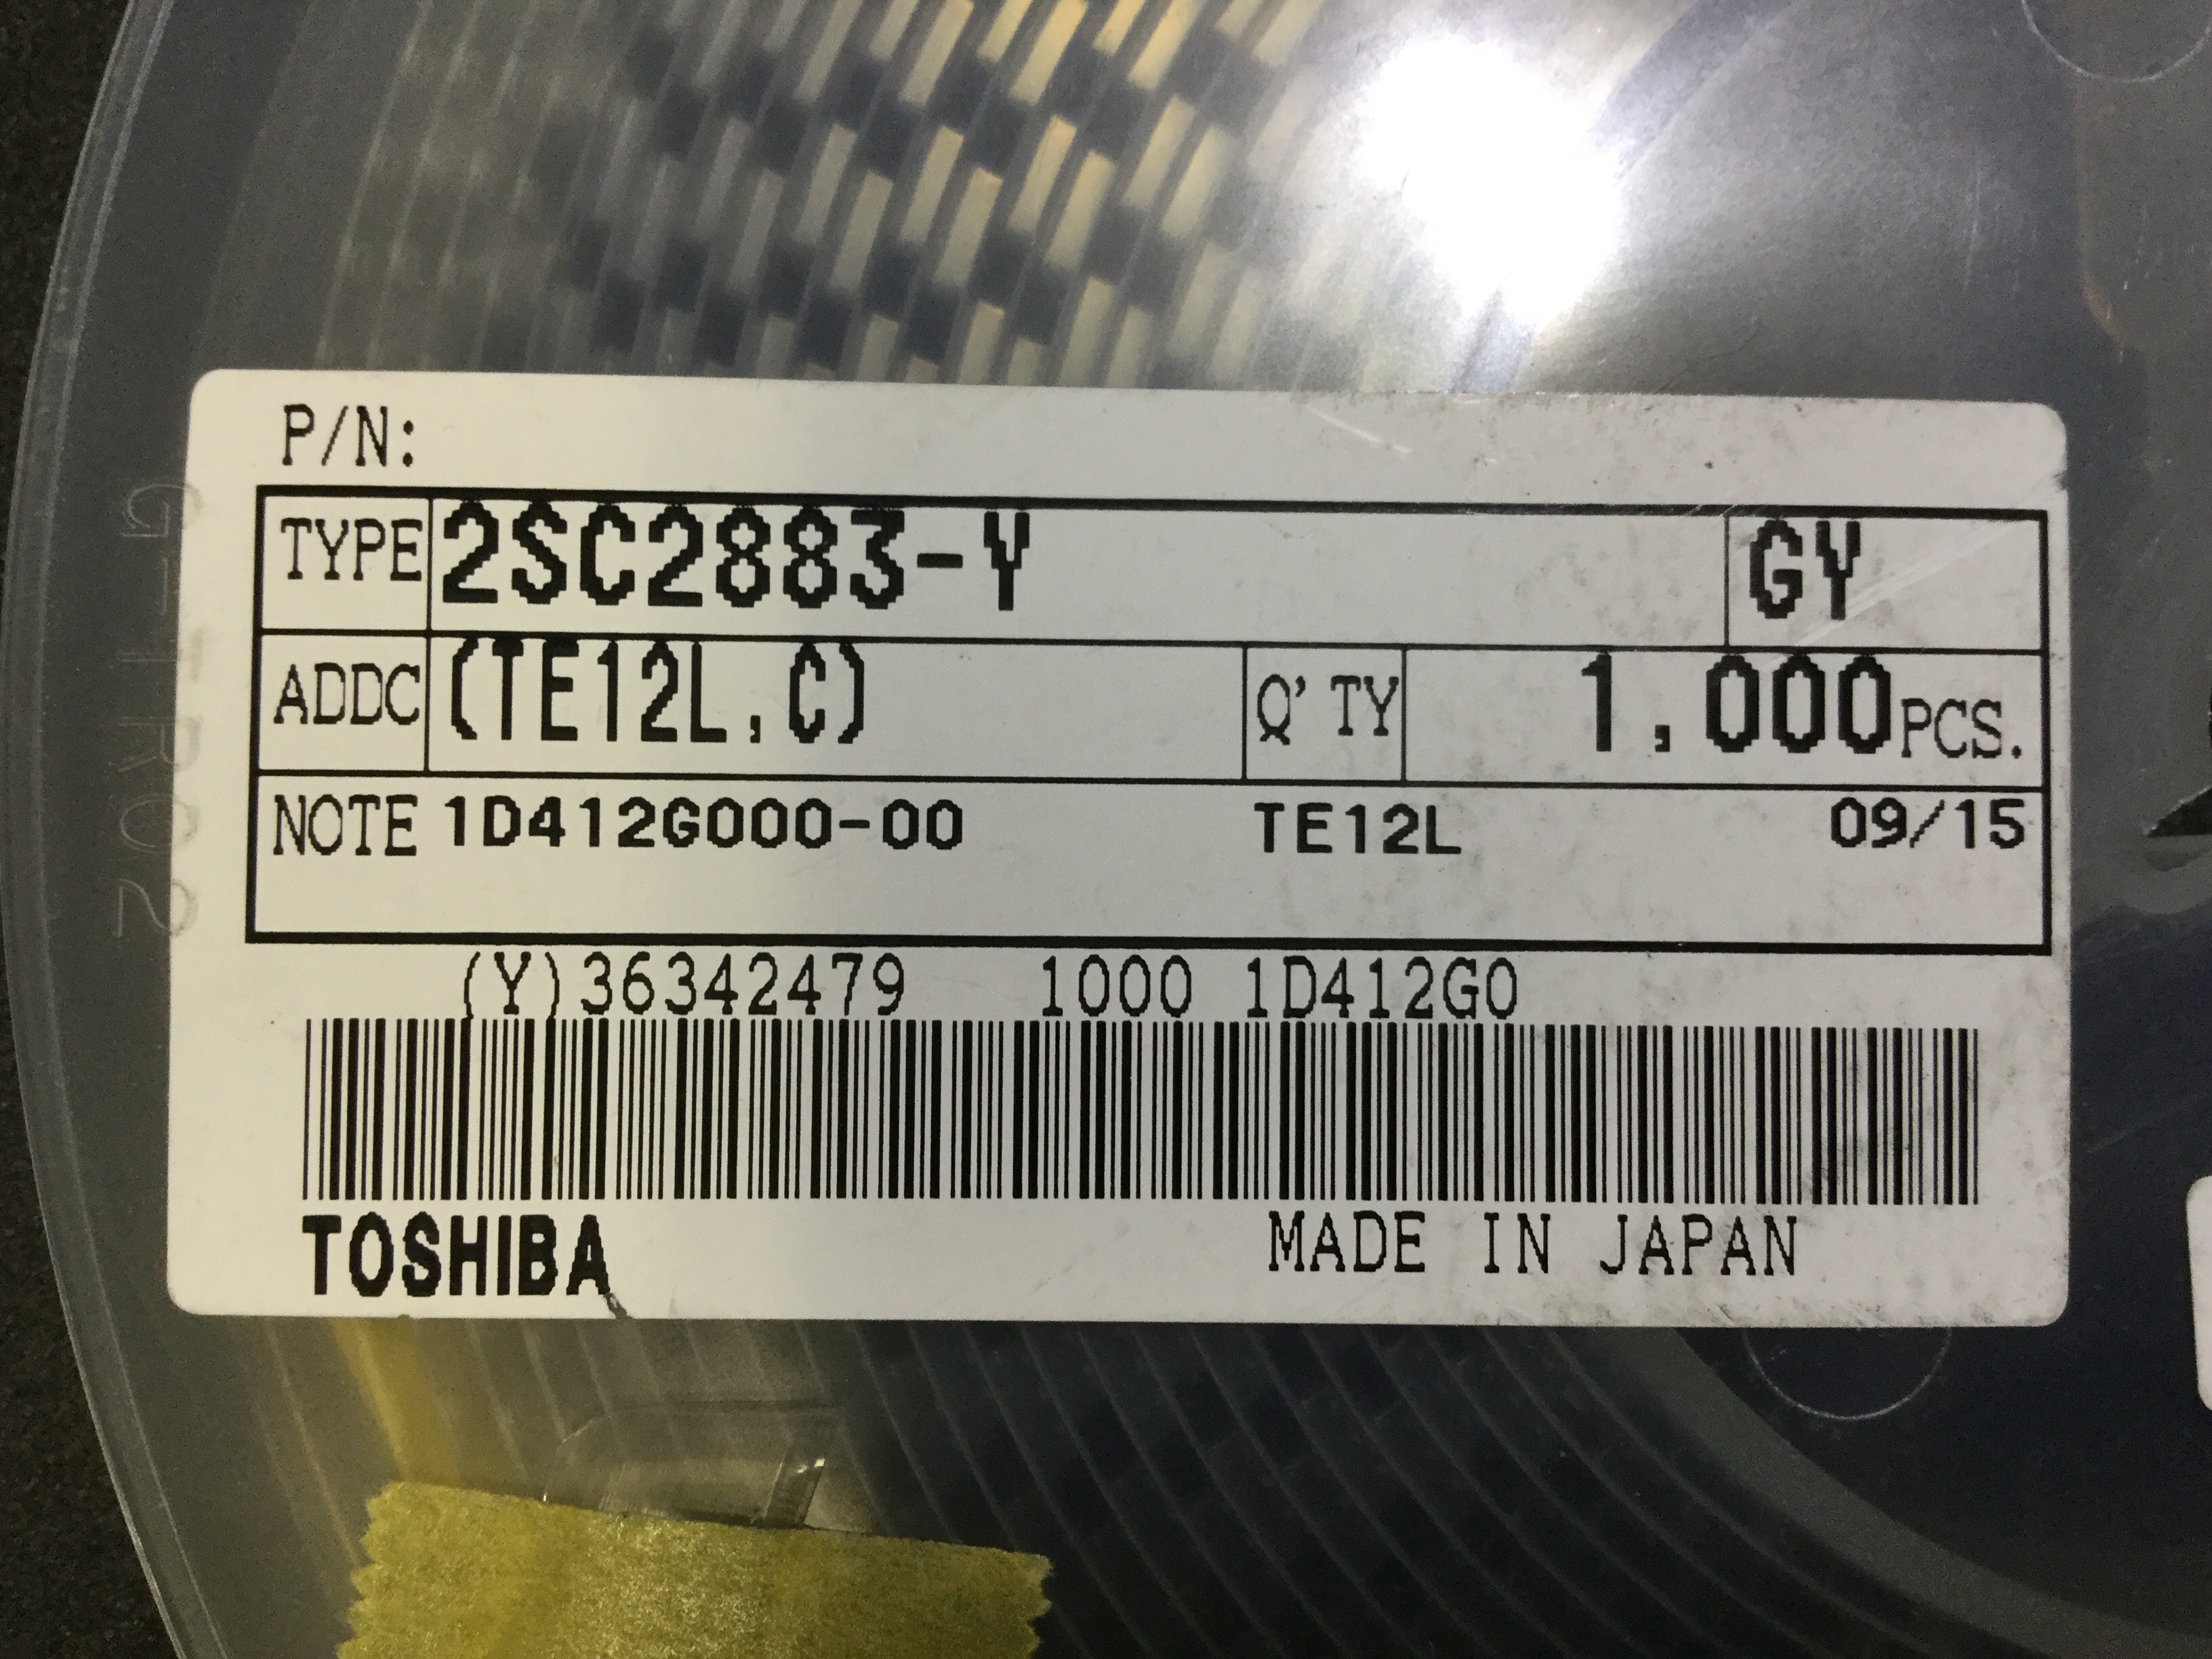 P/N:
TYPE 2SC2883-Y GY
ADDC (TE12L,C) Q'TY 1,000 PCS.
NOTE 1D412G000-00 TE12L 09/15
(Y)36342479 1000 1D412G0
TOSHIBA MADE IN JAPAN
G-TR02